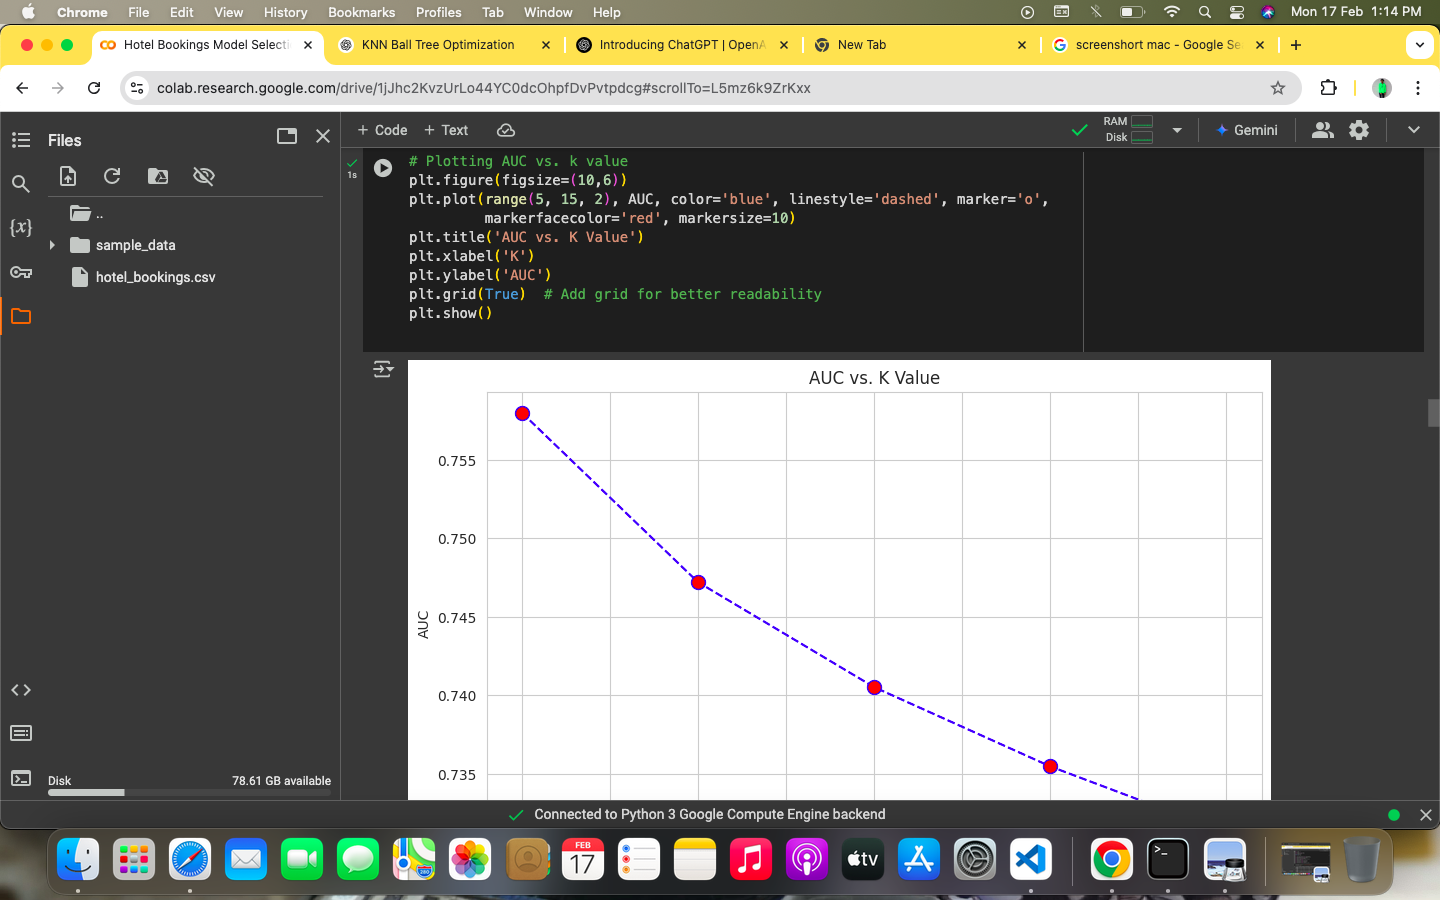 Chrome File Edit View History Bookmarks Profiles Tab Window Help Mon 17 Feb 1:14 PM
Hotel Bookings Model Selecti KNN Ball Tree Optimization Introducing ChatGPT | OpenA New Tab screenshort mac - Google Se
colab.research.google.com/drive/1jJhc2KvzUrLo44YC0dcOhpfDvPvtpdcg#scrollTo=L5mz6k9ZrKxx
Files
+ Code + Text
RAM
Disk
Gemini
..
sample_data
hotel_bookings.csv
{x}
1s
# Plotting AUC vs. k value
plt.figure(figsize=(10,6))
plt.plot(range(5, 15, 2), AUC, color='blue', linestyle='dashed', marker='o',
markerfacecolor='red', markersize=10)
plt.title('AUC vs. K Value')
plt.xlabel('K')
plt.ylabel('AUC')
plt.grid(True) # Add grid for better readability
plt.show()
AUC vs. K Value
0.755
0.750
0.745
0.740
0.735
AUC
Disk 78.61 GB available
Connected to Python 3 Google Compute Engine backend
FEB
17
tv
280
>_